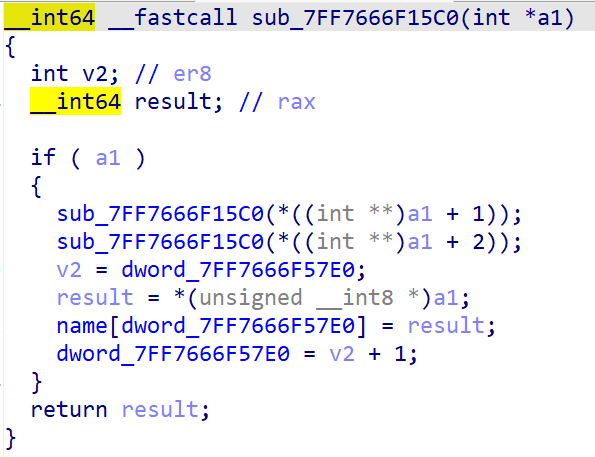 __int64 __fastcall sub_7FF7666F15C0(int *a1)
{
  int v2; // er8
  __int64 result; // rax

  if ( a1 )
  {
    sub_7FF7666F15C0(*((int **)a1 + 1));
    sub_7FF7666F15C0(*((int **)a1 + 2));
    v2 = dword_7FF7666F57E0;
    result = *(unsigned __int8 *)a1;
    name[dword_7FF7666F57E0] = result;
    dword_7FF7666F57E0 = v2 + 1;
  }
  return result;
}